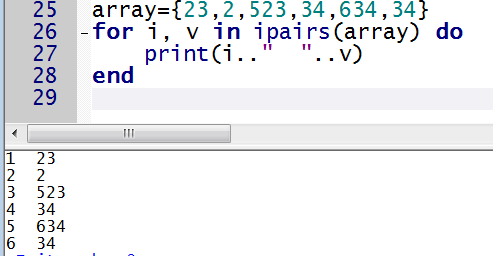 25 array={23,2,523,34,634,34}
26 -for i, v in ipairs(array) do
27 print(i.."  "..v)
28 end
29
1 23
2 2
3 523
4 34
5 634
6 34